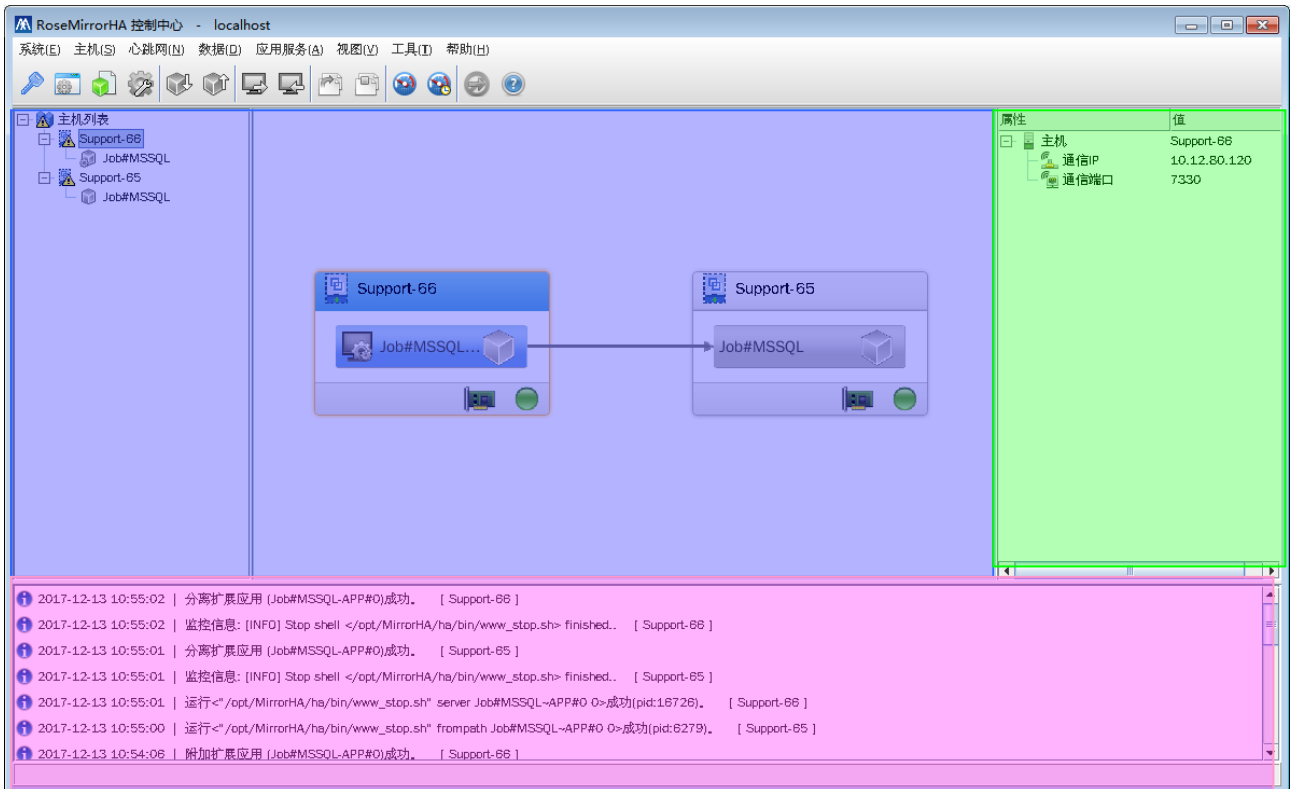 RoseMirrorHA 控制中心 - localhost
系统(E) 主机(S) 心跳网(N) 数据(D) 应用服务(A) 视图(V) 工具(T) 帮助(H)
主机列表
Support-66
Job#MSSQL
Support-65
Job#MSSQL
Support-66
Job#MSSQL...
Support-65
Job#MSSQL
属性 值
主机 Support-66
通信IP 10.12.80.120
通信端口 7330
2017-12-13 10:55:02 | 分离扩展应用 (Job#MSSQL-APP#0)成功。 [ Support-66 ]
2017-12-13 10:55:02 | 监控信息: [INFO] Stop shell </opt/MirrorHA/ha/bin/www_stop.sh> finished.. [ Support-66 ]
2017-12-13 10:55:01 | 分离扩展应用 (Job#MSSQL-APP#0)成功。 [ Support-65 ]
2017-12-13 10:55:01 | 监控信息: [INFO] Stop shell </opt/MirrorHA/ha/bin/www_stop.sh> finished.. [ Support-65 ]
2017-12-13 10:55:01 | 运行<"/opt/MirrorHA/ha/bin/www_stop.sh" server Job#MSSQL~APP#0 0>成功(pid:16726)。 [ Support-66 ]
2017-12-13 10:55:00 | 运行<"/opt/MirrorHA/ha/bin/www_stop.sh" frompath Job#MSSQL~APP#0 0>成功(pid:6279)。 [ Support-65 ]
2017-12-13 10:54:06 | 附加扩展应用 (Job#MSSQL-APP#0)成功。 [ Support-66 ]